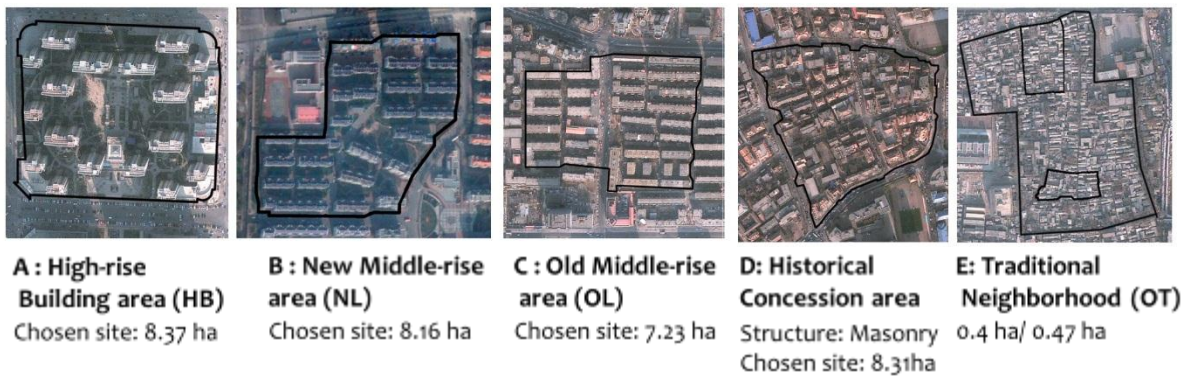 A : High-rise
Building area (HB)
Chosen site: 8.37 ha
B : New Middle-rise
area (NL)
Chosen site: 8.16 ha
C : Old Middle-rise
area (OL)
Chosen site: 7.23 ha
D: Historical
Concession area
Structure: Masonry
Chosen site: 8.31ha
E: Traditional
Neighborhood (OT)
0.4 ha/ 0.47 ha